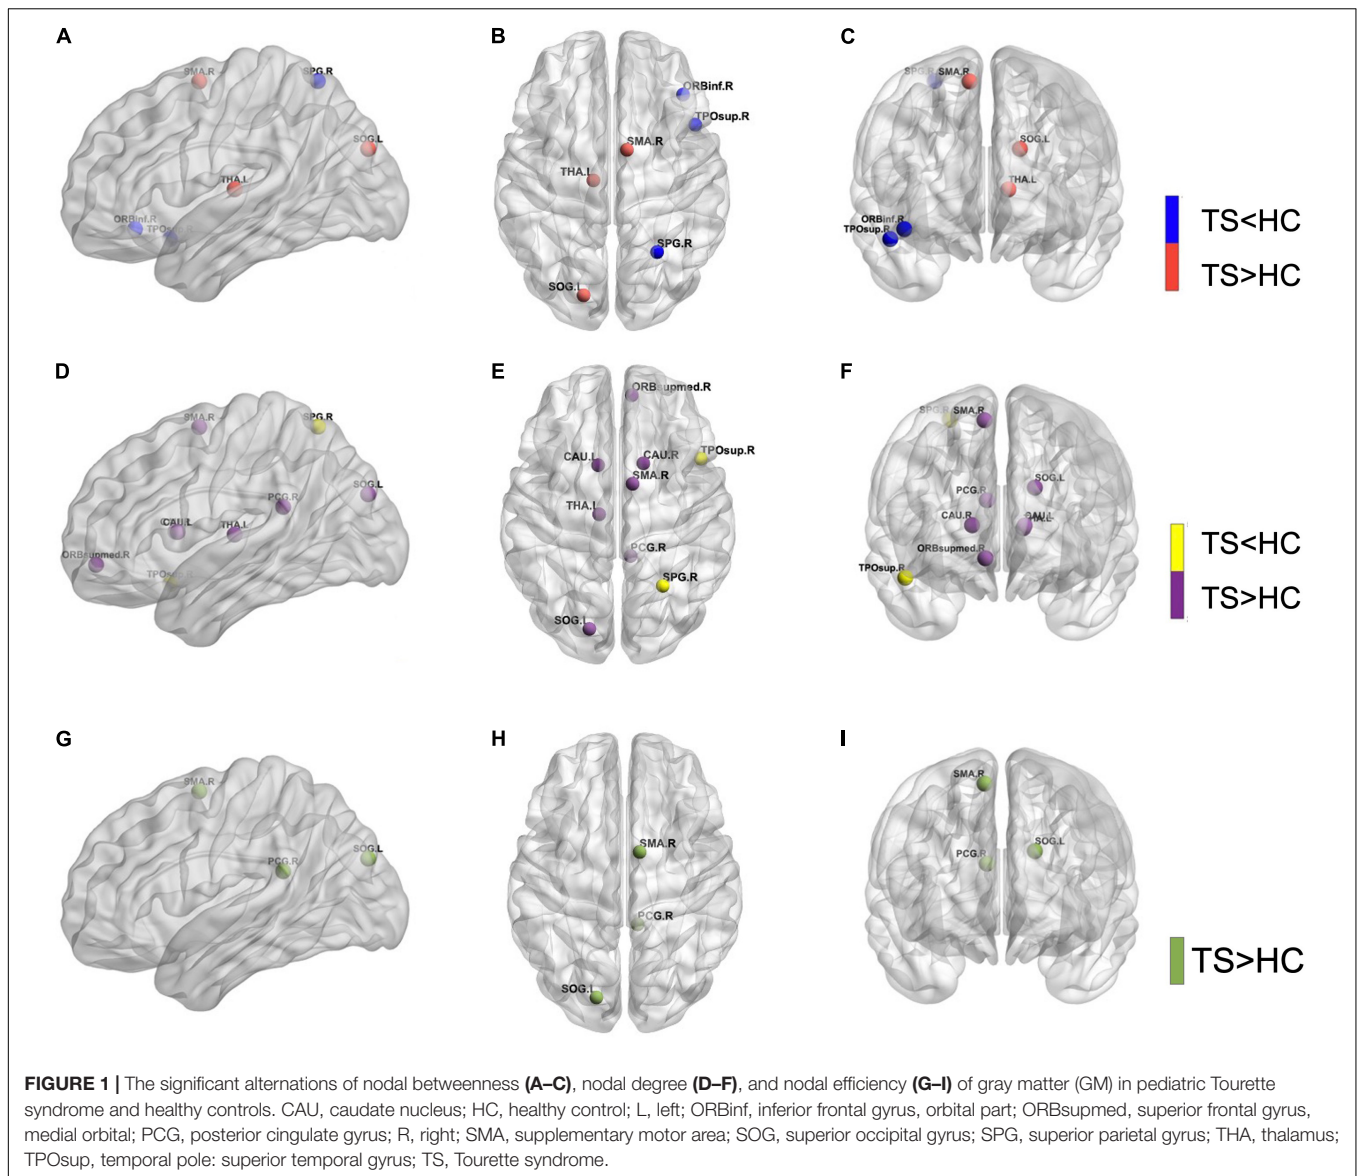 A
SMA.R
SPG.R
SOG.L
THA.L
ORBinf.R
TPOsup.R
B
ORBinf.R
TPOsup.R
SMA.R
THA.L
SPG.R
SOG.L
C
SPG.R
SMA.R
SOG.L
THA.L
ORBinf.R
TPOsup.R
TS<HC
TS>HC
D
SMA.R
SPG.R
SOG.L
PCG.R
CAU.L
THA.L
ORBsupmed.R
TPOsup.R
E
ORBsupmed.R
TPOsup.R
CAU.L
CAU.R
SMA.R
THA.L
PCG.R
SPG.R
SOG.L
F
SPG.R
SMA.R
SOG.L
PCG.R
CAU.R
CAU.L
ORBsupmed.R
TPOsup.R
TS<HC
TS>HC
G
SMA.R
SOG.L
PCG.R
H
SMA.R
PCG.R
SOG.L
I
SMA.R
SOG.L
PCG.R
TS>HC
FIGURE 1 | The significant alternations of nodal betweenness (A–C), nodal degree (D–F), and nodal efficiency (G–I) of gray matter (GM) in pediatric Tourette
syndrome and healthy controls. CAU, caudate nucleus; HC, healthy control; L, left; ORBinf, inferior frontal gyrus, orbital part; ORBsupmed, superior frontal gyrus,
medial orbital; PCG, posterior cingulate gyrus; R, right; SMA, supplementary motor area; SOG, superior occipital gyrus; SPG, superior parietal gyrus; THA, thalamus;
TPOsup, temporal pole: superior temporal gyrus; TS, Tourette syndrome.